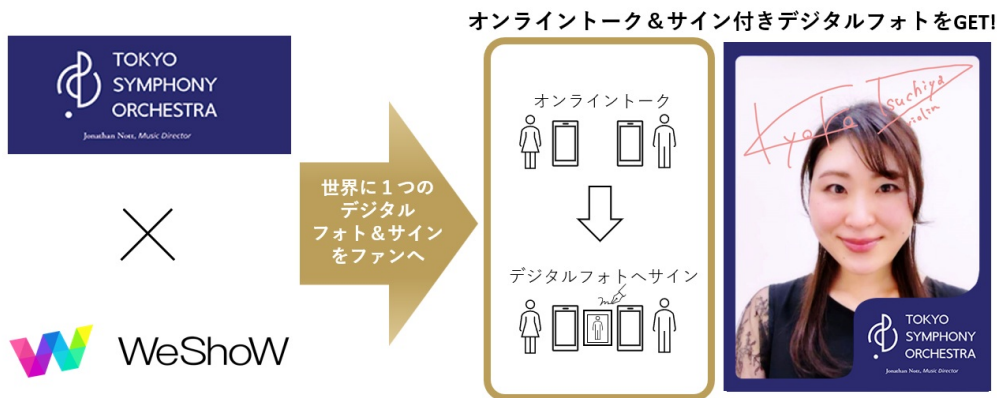 オンライントーク＆サイン付きデジタルフォトをGET!
TOKYO
SYMPHONY
ORCHESTRA
Jonathan Nott, Music Director
WeShoW
世界に１つの
デジタル
フォト＆サイン
をファンへ
オンライントーク
デジタルフォトへサイン
Kyoko Tsuchiya
violin
TOKYO
SYMPHONY
ORCHESTRA
Jonathan Nott, Music Director